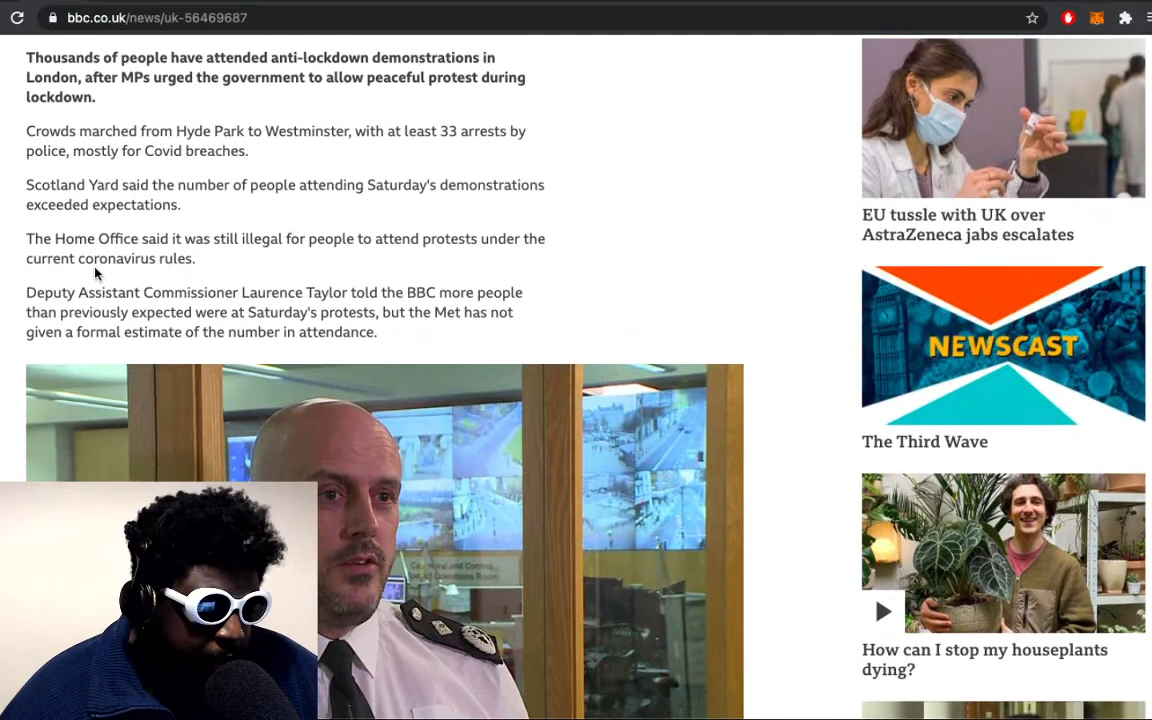 bbc.co.uk/news/uk-56469687
Thousands of people have attended anti-lockdown demonstrations in
London, after MPs urged the government to allow peaceful protest during
lockdown.
Crowds marched from Hyde Park to Westminster, with at least 33 arrests by
police, mostly for Covid breaches.
Scotland Yard said the number of people attending Saturday's demonstrations
exceeded expectations.
The Home Office said it was still illegal for people to attend protests under the
current coronavirus rules.
Deputy Assistant Commissioner Laurence Taylor told the BBC more people
than previously expected were at Saturday's protests, but the Met has not
given a formal estimate of the number in attendance.
EU tussle with UK over
AstraZeneca jabs escalates
NEWSCAST
The Third Wave
How can I stop my houseplants
dying?